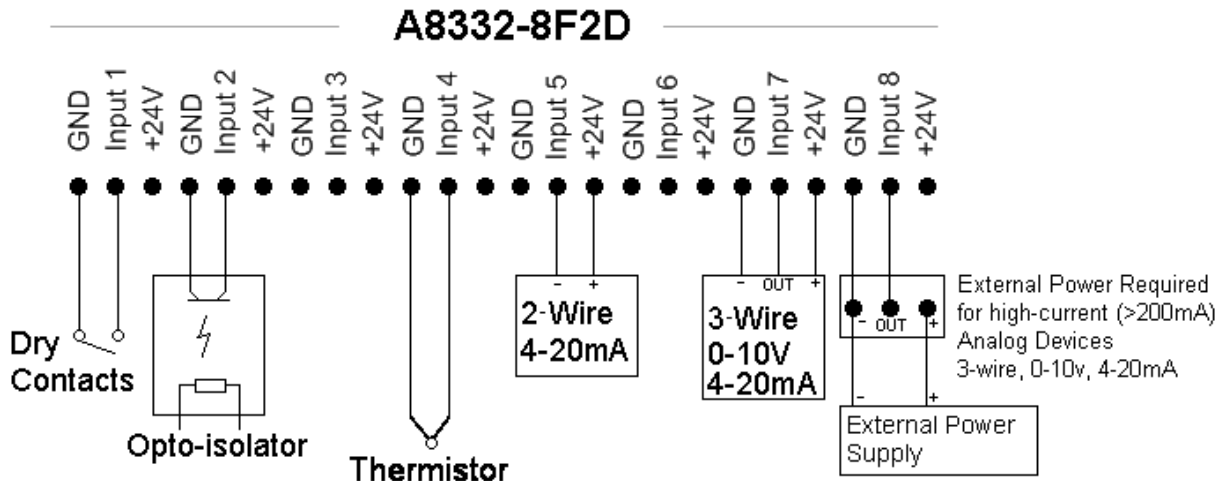 A8332-8F2D
GND
Input 1
+24V
GND
Input 2
+24V
GND
Input 3
+24V
GND
Input 4
+24V
GND
Input 5
+24V
GND
Input 6
+24V
GND
Input 7
+24V
GND
Input 8
+24V
Dry
Contacts
Opto-isolator
Thermistor
- +
2-Wire
4-20mA
- OUT +
3-Wire
0-10V
4-20mA
- OUT +
External Power Required
for high-current (>200mA)
Analog Devices
3-wire, 0-10v, 4-20mA
- +
External Power
Supply